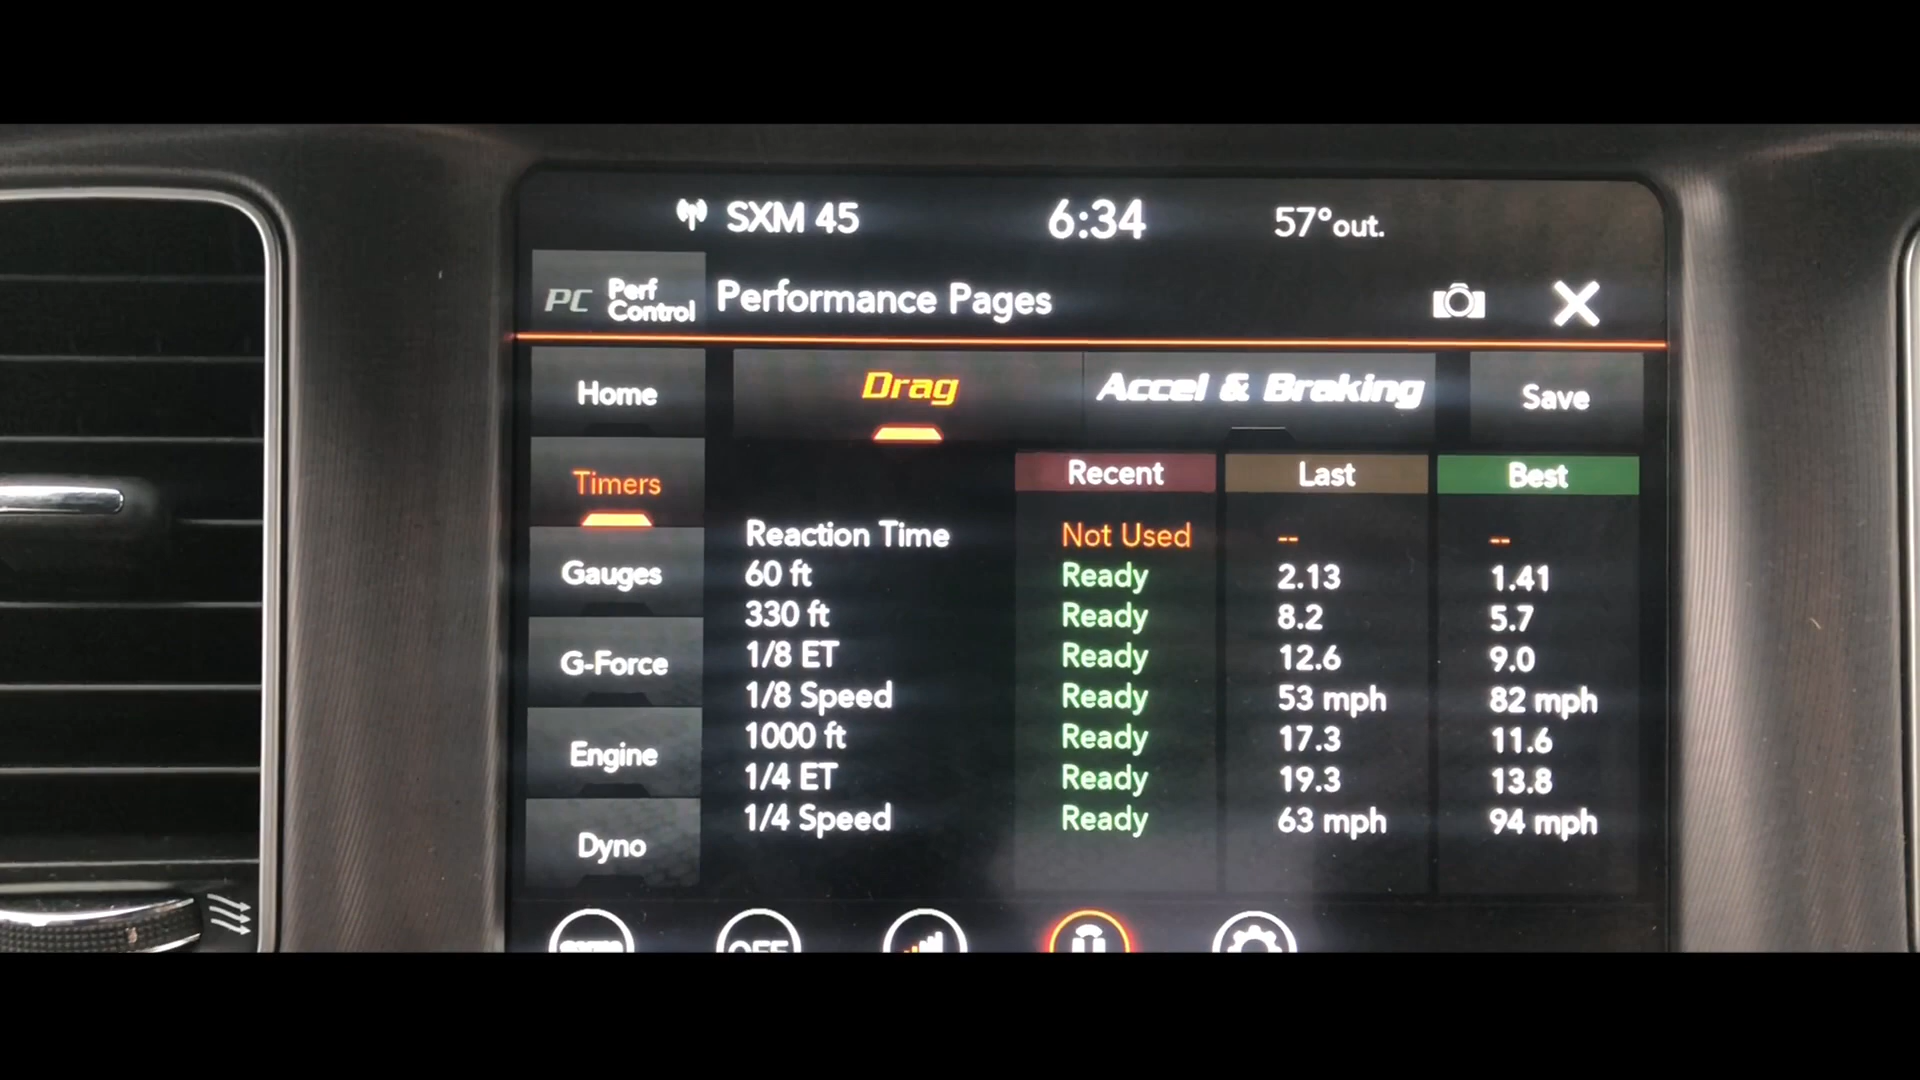 SXM 45 6:34 57°out.
PC Perf Control Performance Pages
Home Drag Accel & Braking Save
Timers Recent Last Best
Reaction Time Not Used -- --
Gauges 60 ft Ready 2.13 1.41
330 ft Ready 8.2 5.7
G-Force 1/8 ET Ready 12.6 9.0
1/8 Speed Ready 53 mph 82 mph
Engine 1000 ft Ready 17.3 11.6
1/4 ET Ready 19.3 13.8
Dyno 1/4 Speed Ready 63 mph 94 mph
OFF